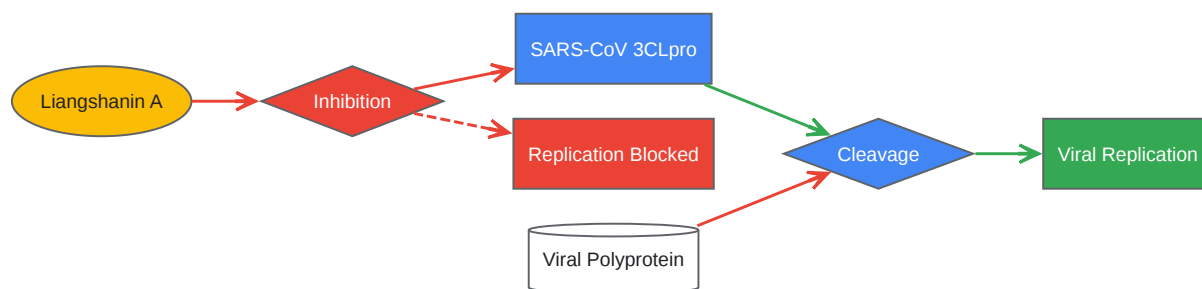 Liangshanin A
Inhibition
SARS-CoV 3CLpro
Replication Blocked
Viral Polyprotein
Cleavage
Viral Replication